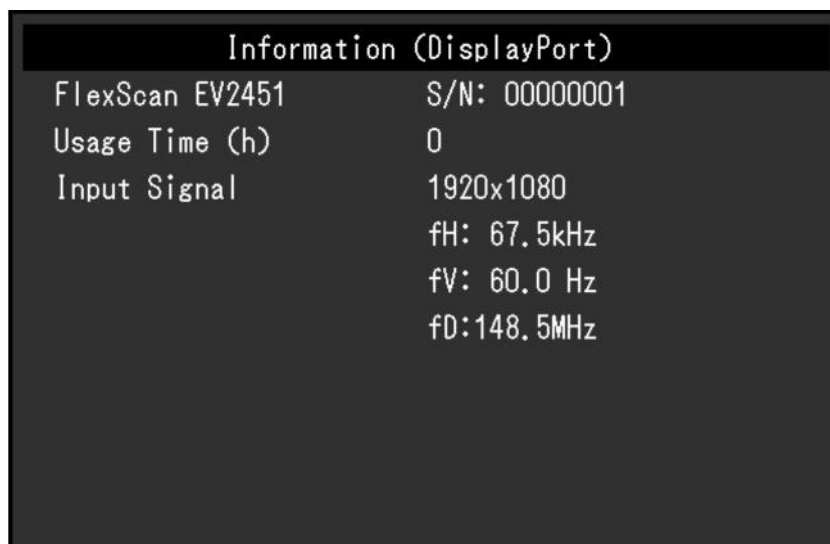 Information (DisplayPort)
FlexScan EV2451 S/N: 00000001
Usage Time (h) 0
Input Signal 1920x1080
fH: 67.5kHz
fV: 60.0 Hz
fD:148.5MHz